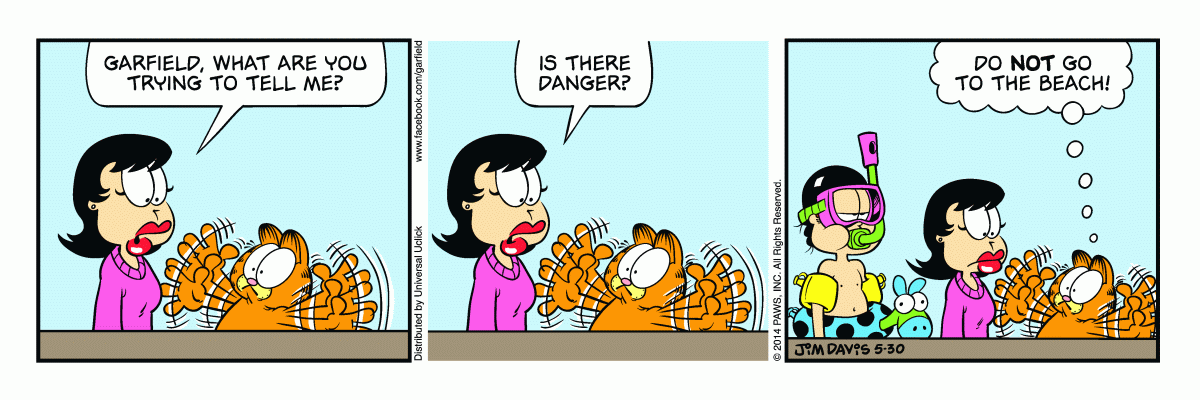 GARFIELD, WHAT ARE YOU
TRYING TO TELL ME?
www.facebook.com/garfield
Distributed by Universal Uclick
IS THERE
DANGER?
© 2014 PAWS, INC. All Rights Reserved.
DO NOT GO
TO THE BEACH!
JIM DAVIS 5-30